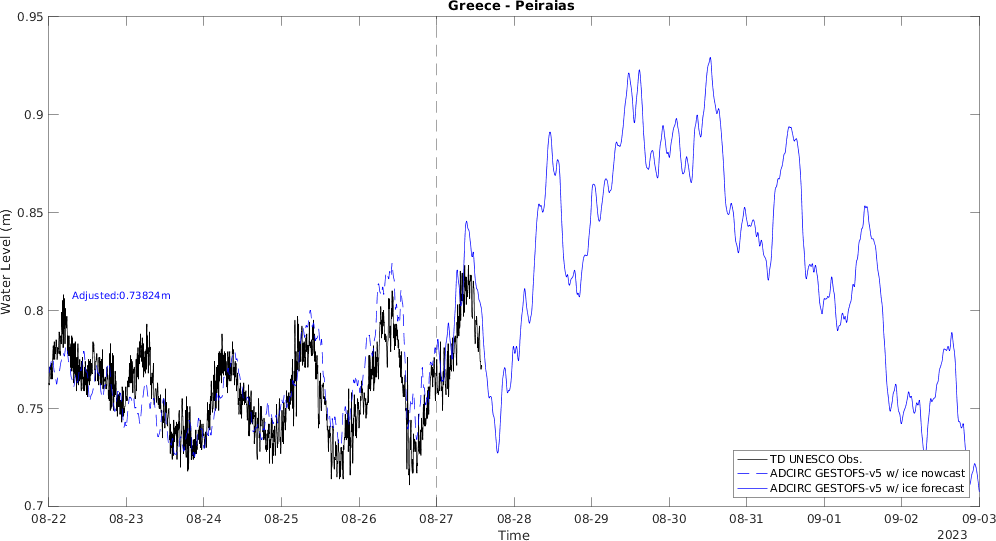 Greece - Peiraias
0.95
0.9
0.85
0.8
0.75
0.7
Water Level (m)
Adjusted:0.73824m
TD UNESCO Obs.
ADCIRC GESTOFS-v5 w/ ice nowcast
ADCIRC GESTOFS-v5 w/ ice forecast
08-22 08-23 08-24 08-25 08-26 08-27 08-28 08-29 08-30 08-31 09-01 09-02 09-03
Time
2023